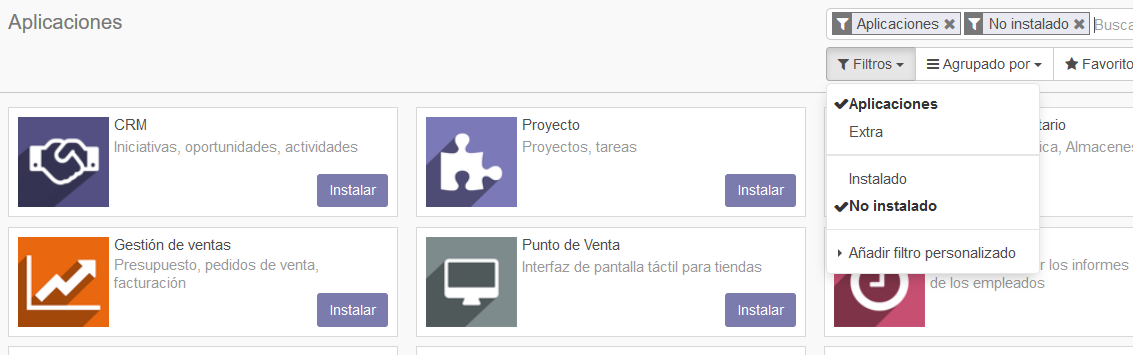 Aplicaciones
Aplicaciones
No instalado
Busca
Filtros
Agrupado por
Favorito
Aplicaciones
Extra
Instalado
No instalado
Añadir filtro personalizado
CRM
Iniciativas, oportunidades, actividades
Instalar
Proyecto
Proyectos, tareas
Instalar
tario
ica, Almacenes
Gestión de ventas
Presupuesto, pedidos de venta,
facturación
Instalar
Punto de Venta
Interfaz de pantalla táctil para tiendas
Instalar
r los informes
de los empleados